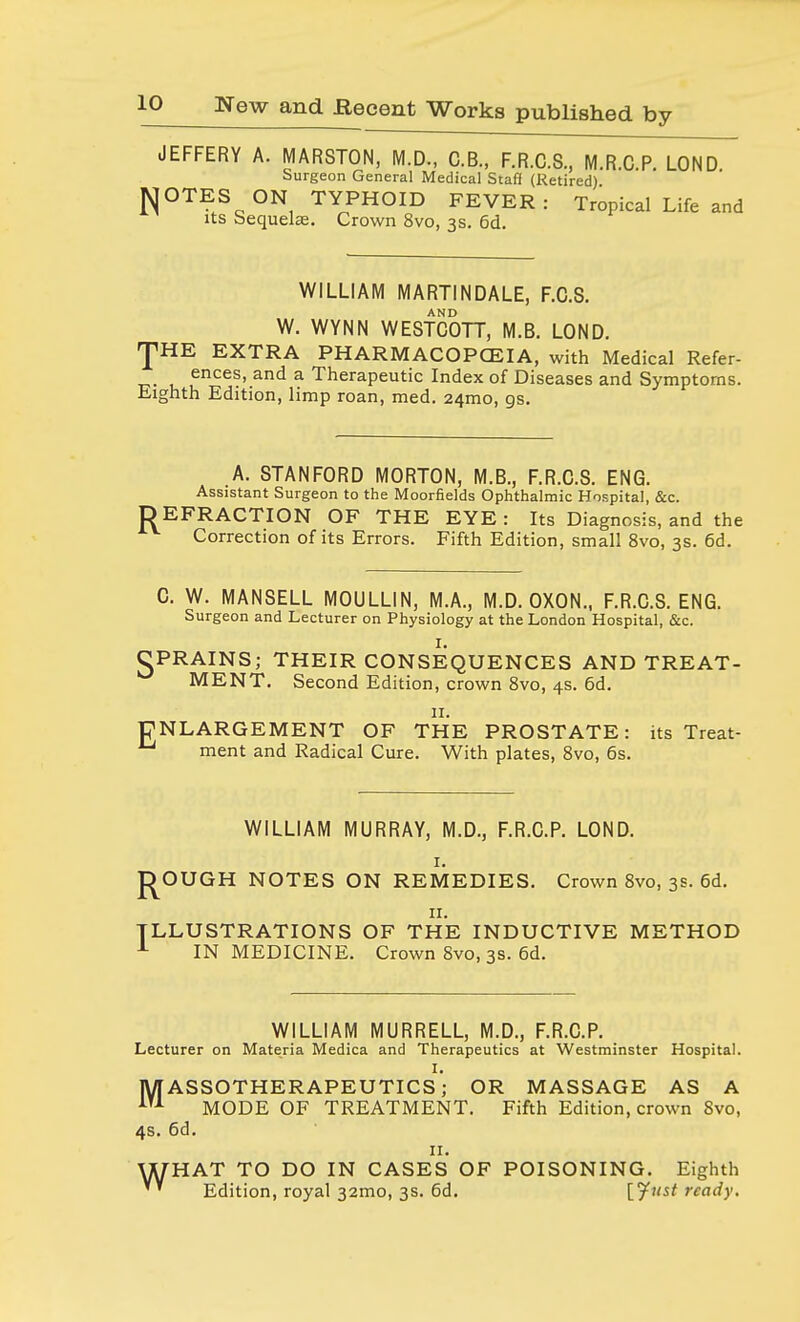 10 New and Recent Works published by
JEFFERY A. MARSTON, M.D., C.B., F.R.C.S., M.R.C.P. LOND.
Surgeon General Medical Staff (Retired).
NOTES ON TYPHOID FEVER: Tropical Life and
its Sequelæ. Crown 8vo, 3s. 6d.
WILLIAM MARTINDALE, F.C.S.
AND
W. WYNN WESTCOTT, M.B. LOND.
THE EXTRA PHARMACOPŒIA, with Medical Refer-
ences, and a Therapeutic Index of Diseases and Symptoms.
Eighth Edition, limp roan, med. 24mo, 9s.
A. STANFORD MORTON, M.B., F.R.C.S. ENG.
Assistant Surgeon to the Moorfields Ophthalmic Hospital, &c.
REFRACTION OF THE EYE: Its Diagnosis, and the
Correction of its Errors. Fifth Edition, small 8vo, 3s. 6d.
C. W. MANSELL MOULLIN, M.A., M.D. OXON., F.R.C.S. ENG.
Surgeon and Lecturer on Physiology at the London Hospital, &c.
I.
SPRAINS; THEIR CONSEQUENCES AND TREAT-
MENT. Second Edition, crown 8vo, 4s. 6d.
II.
ENLARGEMENT OF THE PROSTATE: its Treat-
ment and Radical Cure. With plates, 8vo, 6s.
WILLIAM MURRAY, M.D., F.R.C.P. LOND.
I.
ROUGH NOTES ON REMEDIES. Crown 8vo, 3s. 6d.
II.
ILLUSTRATIONS OF THE INDUCTIVE METHOD
IN MEDICINE. Crown 8vo, 3s. 6d.
WILLIAM MURRELL, M.D., F.R.C.P.
Lecturer on Materia Medica and Therapeutics at Westminster Hospital.
I.
MASSOTHERAPEUTICS; OR MASSAGE AS A
MODE OF TREATMENT. Fifth Edition, crown 8vo,
4s. 6d.
II.
WHAT TO DO IN CASES OF POISONING. Eighth
Edition, royal 32mo, 3s. 6d. [Just ready.